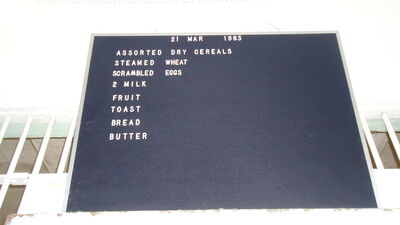 21 MAR 1963
ASSORTED DRY CEREALS
STEAMED WHEAT
SCRAMBLED EGGS
2 MILK
FRUIT
TOAST
BREAD
BUTTER